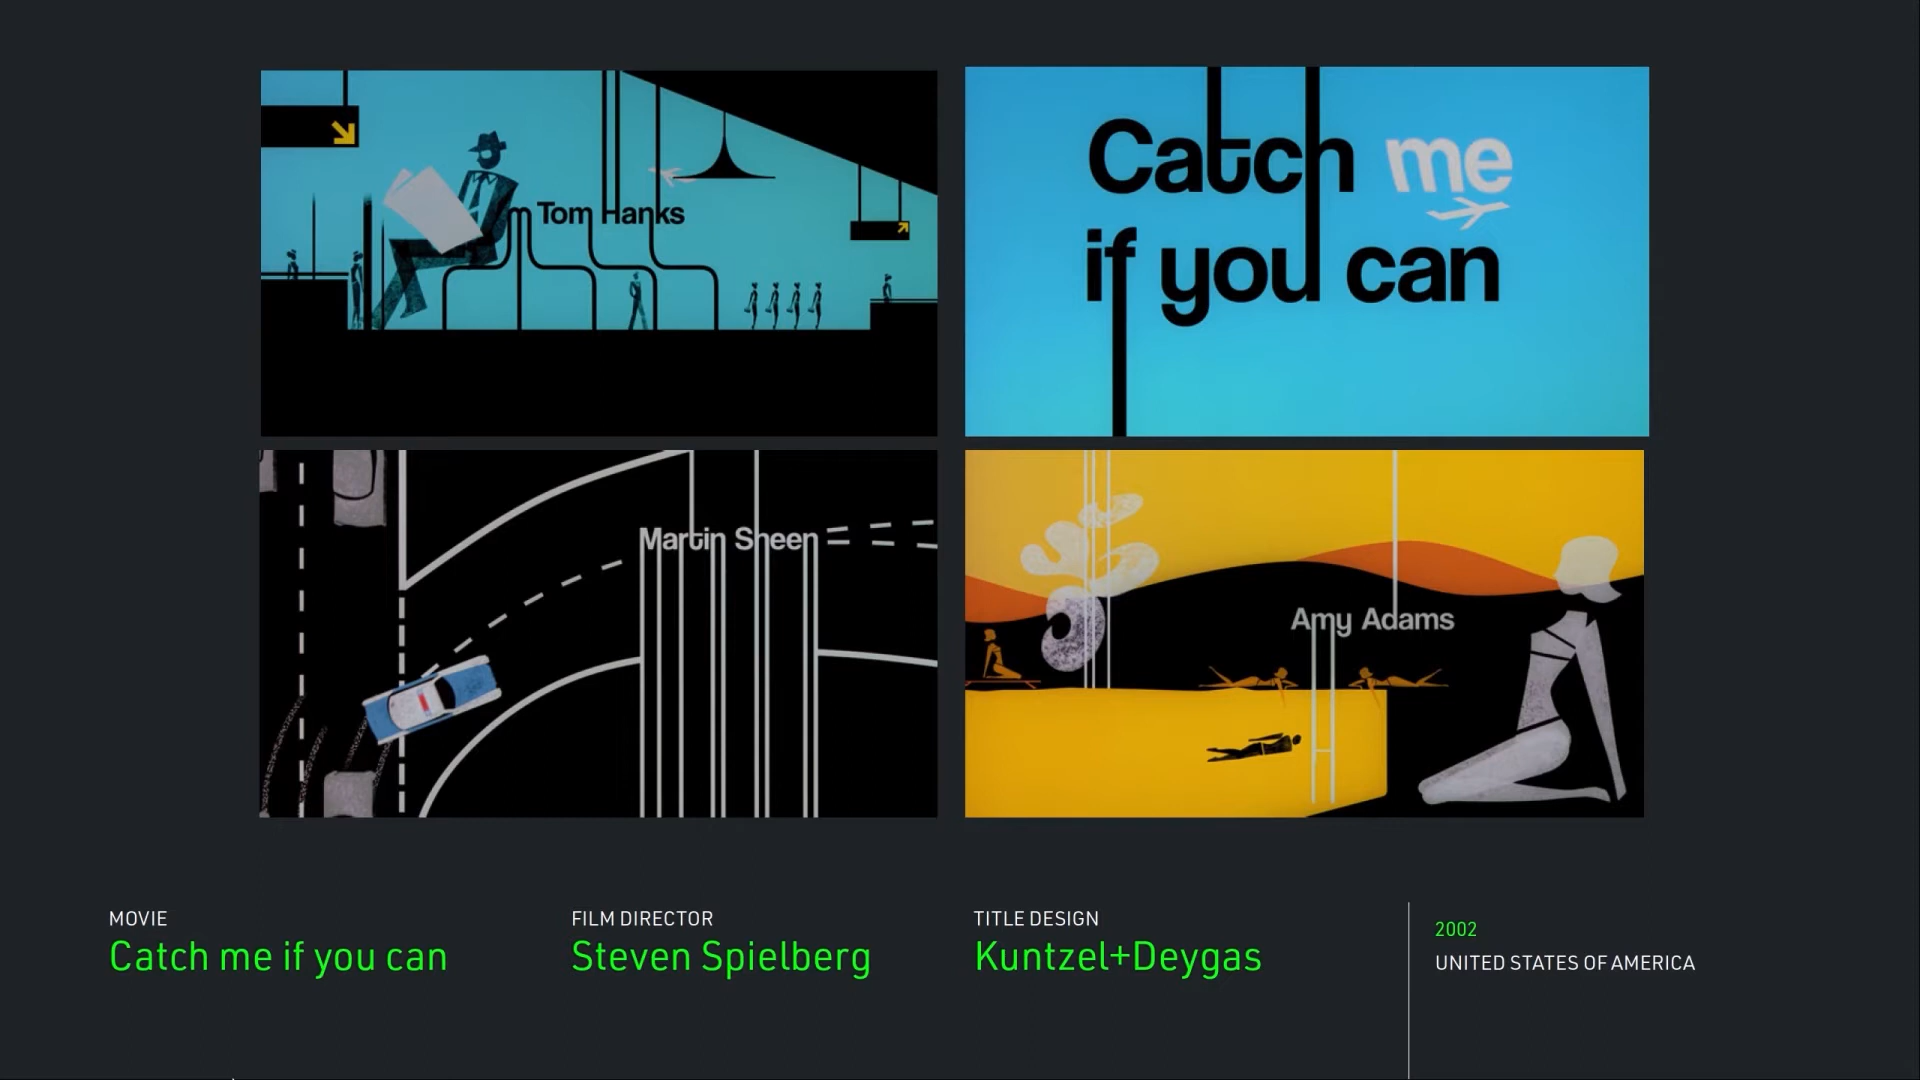 m Tom Hanks
Catch me
if you can
Martin Sheen
Amy Adams
MOVIE
Catch me if you can
FILM DIRECTOR
Steven Spielberg
TITLE DESIGN
Kuntzel+Deygas
2002
UNITED STATES OF AMERICA